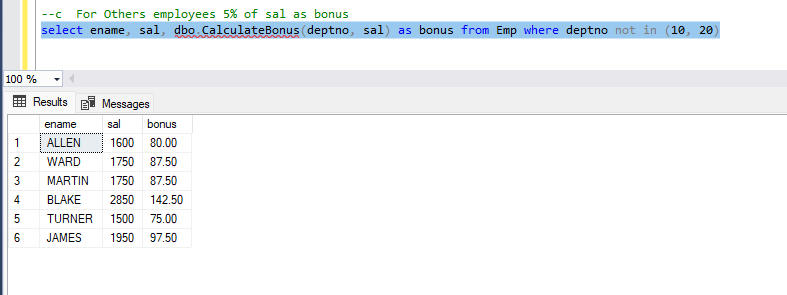 --c  For Others employees 5% of sal as bonus
select ename, sal, dbo.CalculateBonus(deptno, sal) as bonus from Emp where deptno not in (10, 20)
100 %
Results Messages
ename sal bonus
1 ALLEN 1600 80.00
2 WARD 1750 87.50
3 MARTIN 1750 87.50
4 BLAKE 2850 142.50
5 TURNER 1500 75.00
6 JAMES 1950 97.50